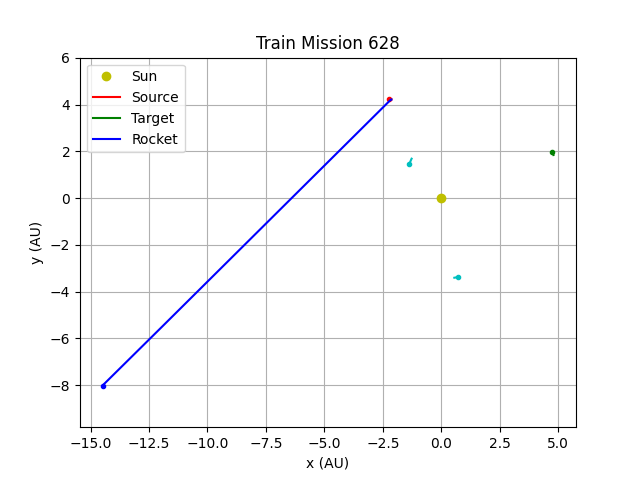 Train Mission 628
Sun
Source
Target
Rocket
6
4
2
0
−2
−4
−6
−8
y (AU)
−15.0 −12.5 −10.0 −7.5 −5.0 −2.5 0.0 2.5 5.0
x (AU)